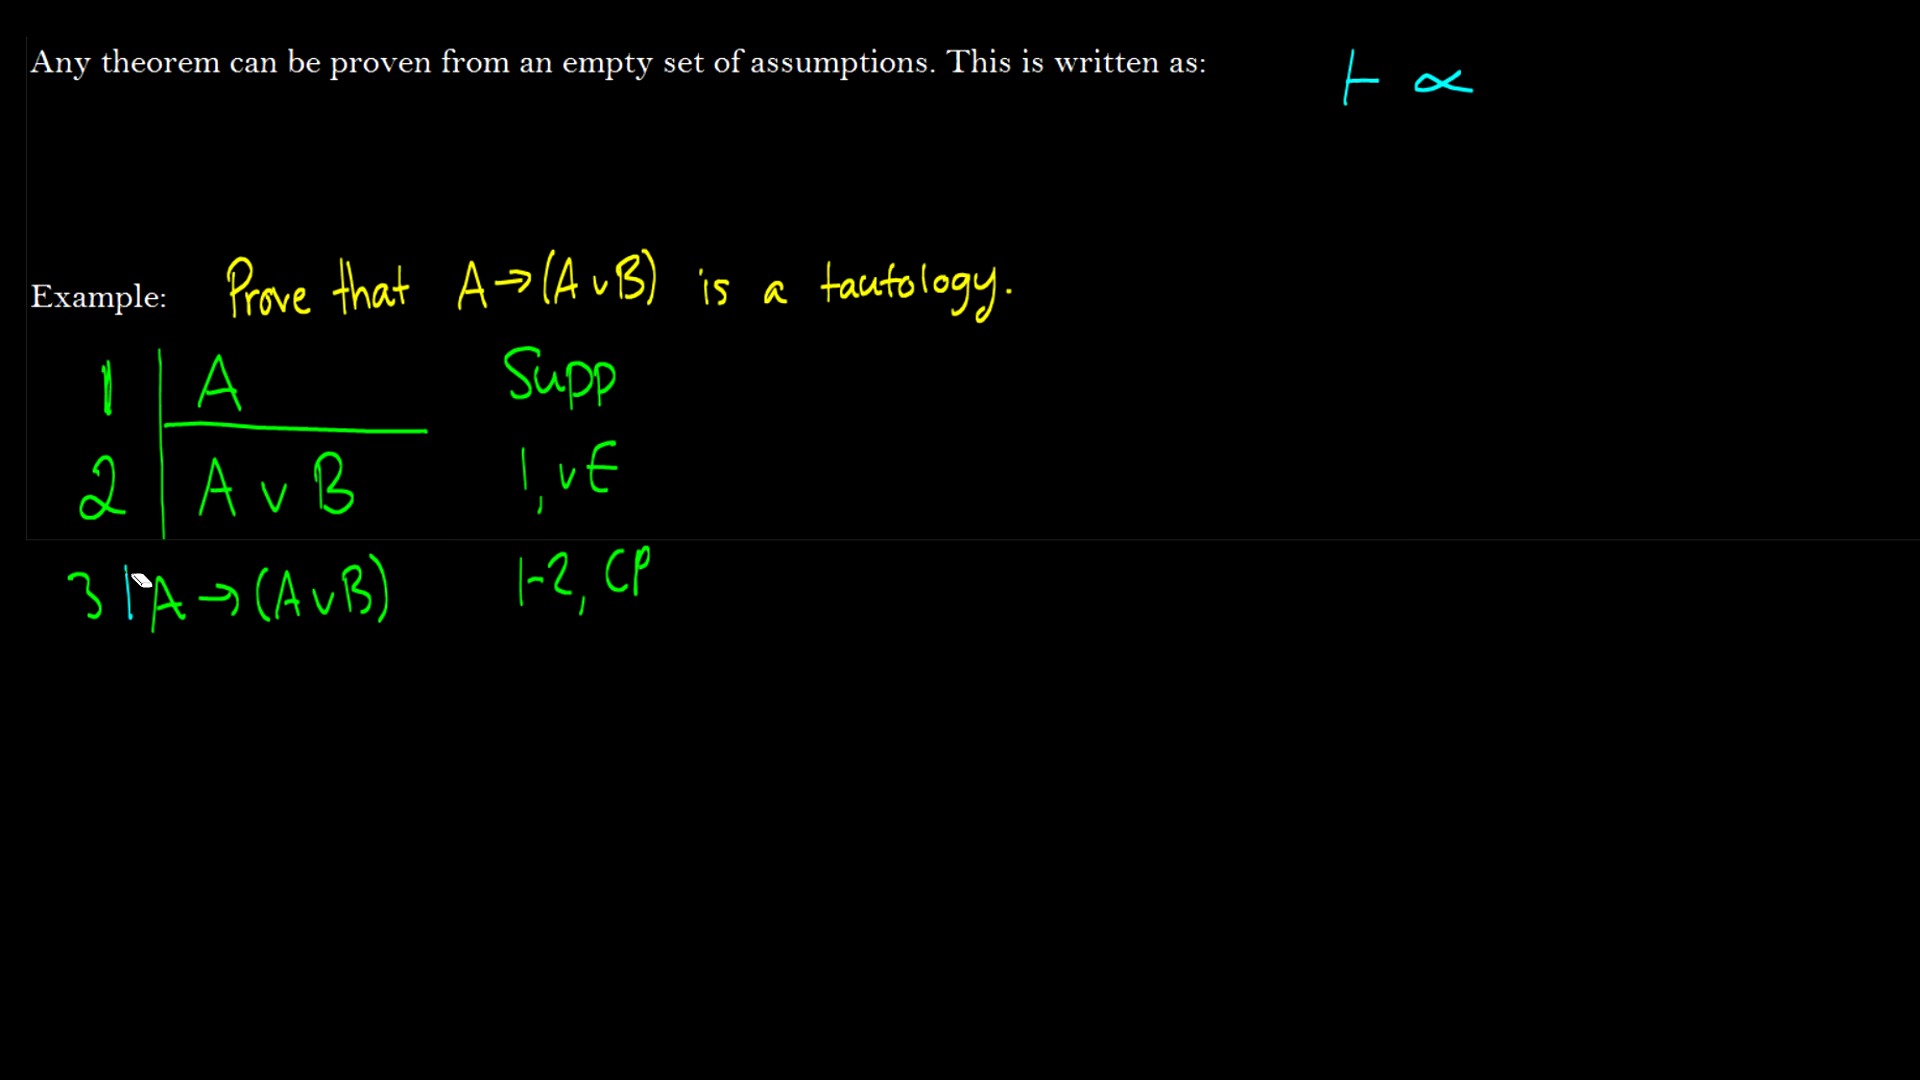 Any theorem can be proven from an empty set of assumptions. This is written as: ⊢ α
Example: Prove that A→(A∨B) is a tautology.
1 A Supp
2 A ∨ B 1, ∨E
3 A → (A∨B) 1-2, CP